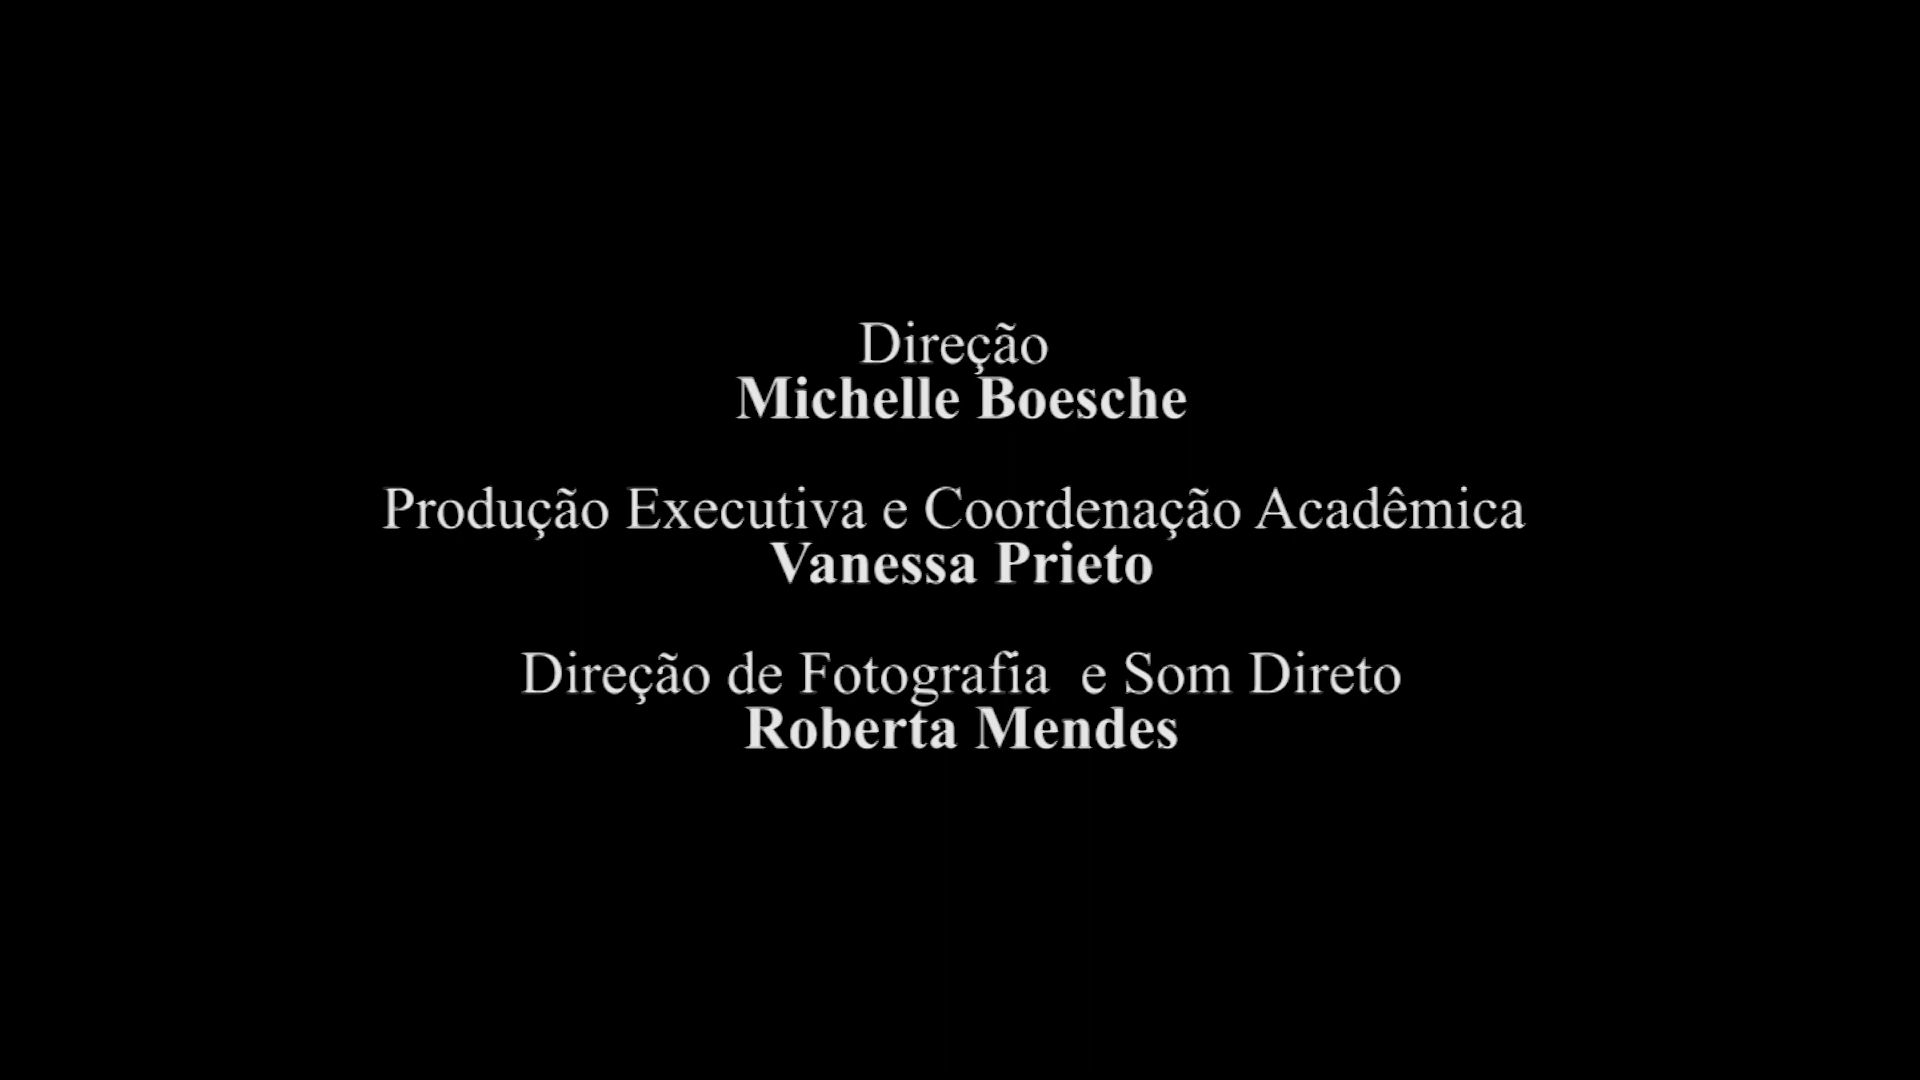 Direção
Michelle Boesche
Produção Executiva e Coordenação Acadêmica
Vanessa Prieto
Direção de Fotografia  e Som Direto
Roberta Mendes